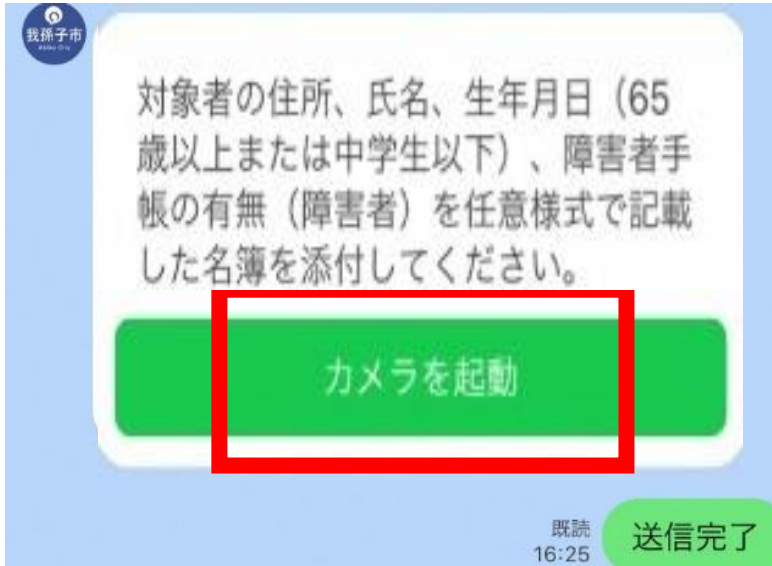 我孫子市
Abiko City
対象者の住所、氏名、生年月日（65
歳以上または中学生以下）、障害者手
帳の有無（障害者）を任意様式で記載
した名簿を添付してください。
カメラを起動
既読
16:25
送信完了